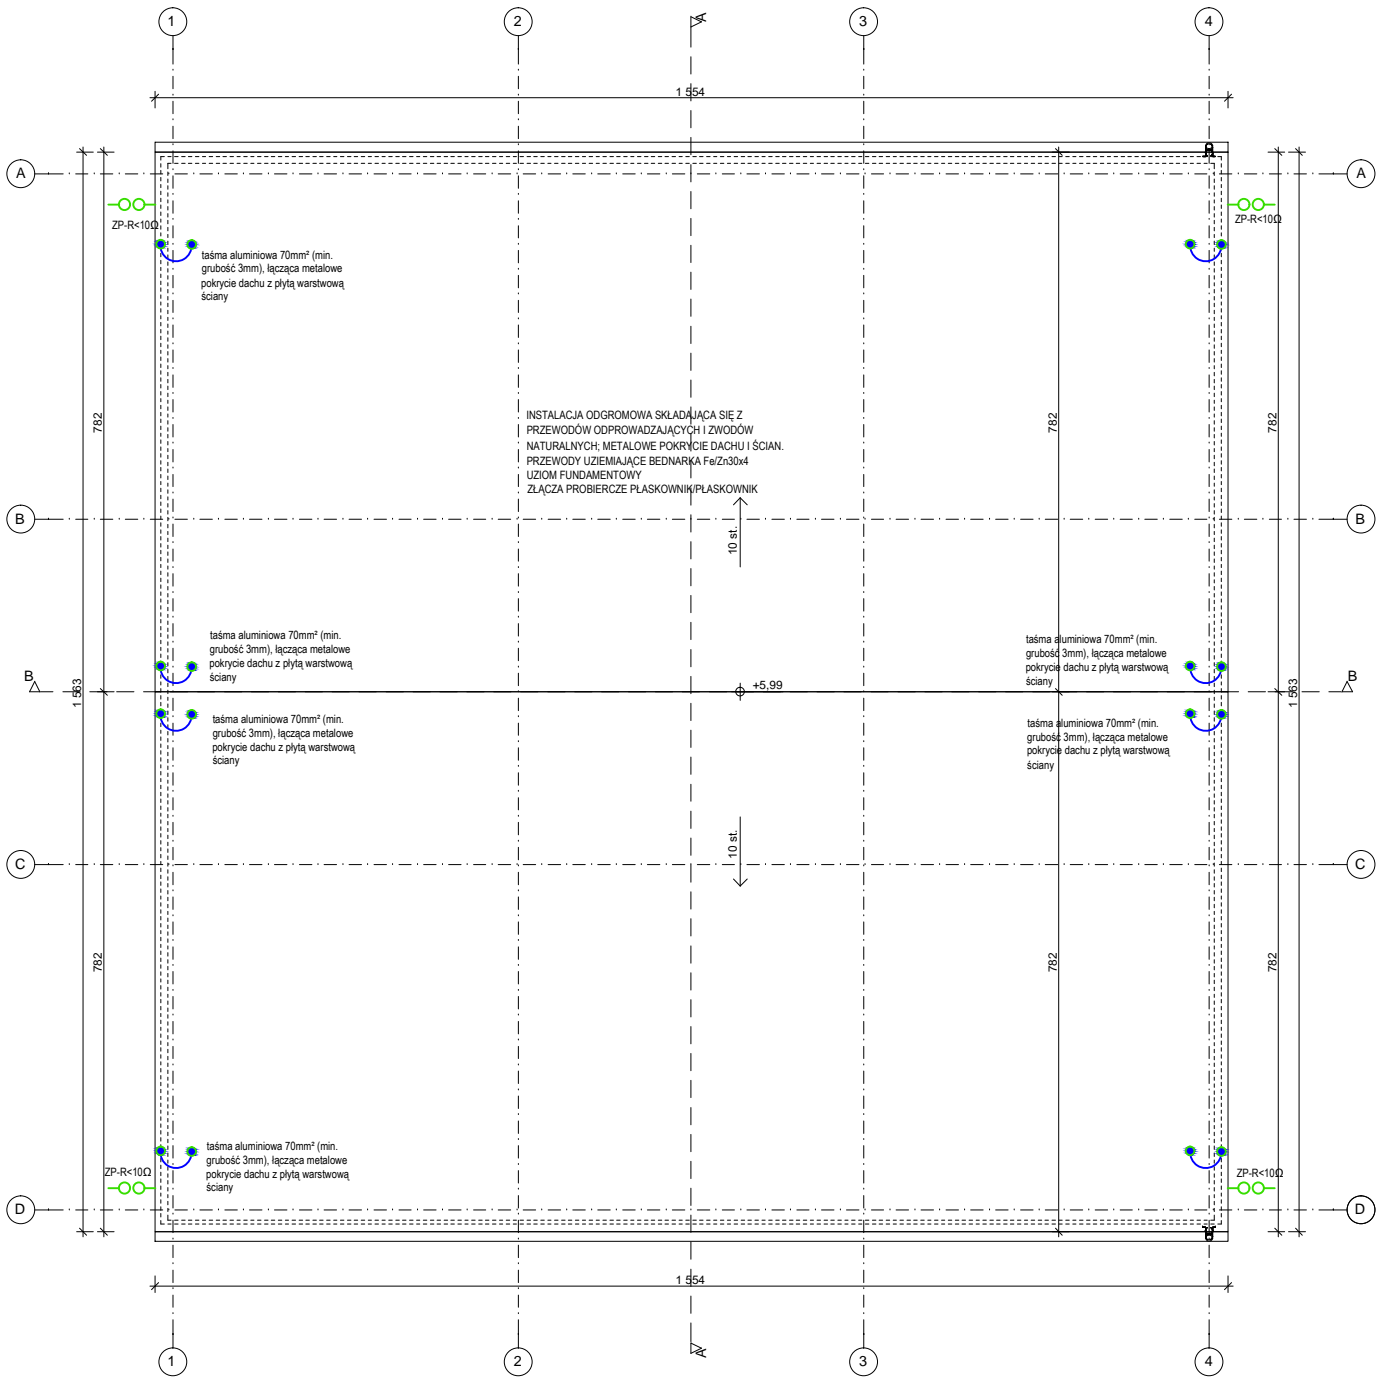 1
2
A
3
4
1 554
A
A
ZP-R<10Ω
ZP-R<10Ω
taśma aluminiowa 70mm² (min.
grubość 3mm), łącząca metalowe
pokrycie dachu z płytą warstwową
ściany
782
782
782
INSTALACJA ODGROMOWA SKŁADAJĄCA SIĘ Z
PRZEWODÓW ODPROWADZAJĄCYCH I ZWODÓW
NATURALNYCH; METALOWE POKRYCIE DACHU I ŚCIAN.
PRZEWODY UZIEMIAJĄCE BEDNARKA Fe/Zn30x4
UZIOM FUNDAMENTOWY
ZŁĄCZA PROBIERCZE PŁASKOWNIK/PŁASKOWNIK
B
B
10 st.
taśma aluminiowa 70mm² (min.
grubość 3mm), łącząca metalowe
pokrycie dachu z płytą warstwową
ściany
taśma aluminiowa 70mm² (min.
grubość 3mm), łącząca metalowe
pokrycie dachu z płytą warstwową
ściany
B
1 563
+5,99
1 563
B
taśma aluminiowa 70mm² (min.
grubość 3mm), łącząca metalowe
pokrycie dachu z płytą warstwową
ściany
taśma aluminiowa 70mm² (min.
grubość 3mm), łącząca metalowe
pokrycie dachu z płytą warstwową
ściany
10 st.
C
C
782
782
782
taśma aluminiowa 70mm² (min.
grubość 3mm), łącząca metalowe
pokrycie dachu z płytą warstwową
ściany
ZP-R<10Ω
ZP-R<10Ω
D
D
1 554
1
2
A
3
4